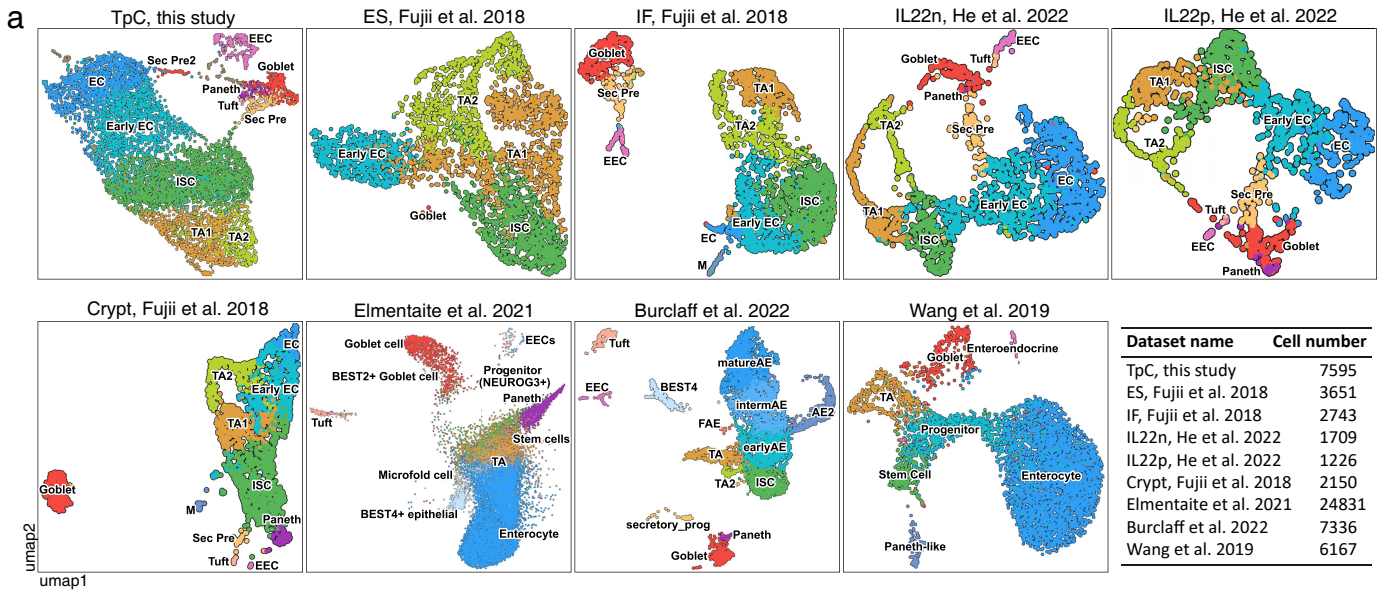 a
TpC, this study
EEC
Sec Pre2
Goblet
EC
Paneth
Tuft
Sec Pre
Early EC
ISC
TA1
TA2
ES, Fujii et al. 2018
TA2
Early EC
TA1
Goblet
ISC
IF, Fujii et al. 2018
Goblet
TA1
Sec Pre
TA2
EEC
ISC
Early EC
EC
M
IL22n, He et al. 2022
EEC
Goblet
Tuft
Paneth
TA2
Sec Pre
EC
Early EC
TA1
ISC
IL22p, He et al. 2022
ISC
TA1
Early EC
TA2
EC
Sec Pre
Tuft
EEC
Goblet
Paneth
Crypt, Fujii et al. 2018
EC
TA2
Early EC
TA1
ISC
Goblet
M
Paneth
Sec Pre
Tuft
EEC
umap2
umap1
Elmentaite et al. 2021
Goblet cell
EECs
BEST2+ Goblet cell
Progenitor
(NEUROG3+)
Paneth
Tuft
Stem cells
TA
Microfold cell
BEST4+ epithelial
Enterocyte
Burclaff et al. 2022
Tuft
matureAE
EEC
BEST4
intermAE
AE2
FAE
earlyAE
TA
TA2
ISC
secretory_prog
Paneth
Goblet
Wang et al. 2019
Enteroendocrine
Goblet
TA
Progenitor
Stem Cell
Enterocyte
Paneth-like
Dataset name Cell number
TpC, this study 7595
ES, Fujii et al. 2018 3651
IF, Fujii et al. 2018 2743
IL22n, He et al. 2022 1709
IL22p, He et al. 2022 1226
Crypt, Fujii et al. 2018 2150
Elmentaite et al. 2021 24831
Burclaff et al. 2022 7336
Wang et al. 2019 6167